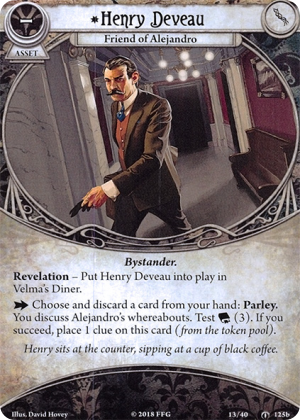 *Henry Deveau
Friend of Alejandro
ASSET
Bystander.
Revelation – Put Henry Deveau into play in
Velma's Diner.
Choose and discard a card from your hand: Parley.
You discuss Alejandro's whereabouts. Test (3). If you
succeed, place 1 clue on this card (from the token pool).
Henry sits at the counter, sipping at a cup of black coffee.
Illus. David Hovey
© 2018 FFG
13/40
125b